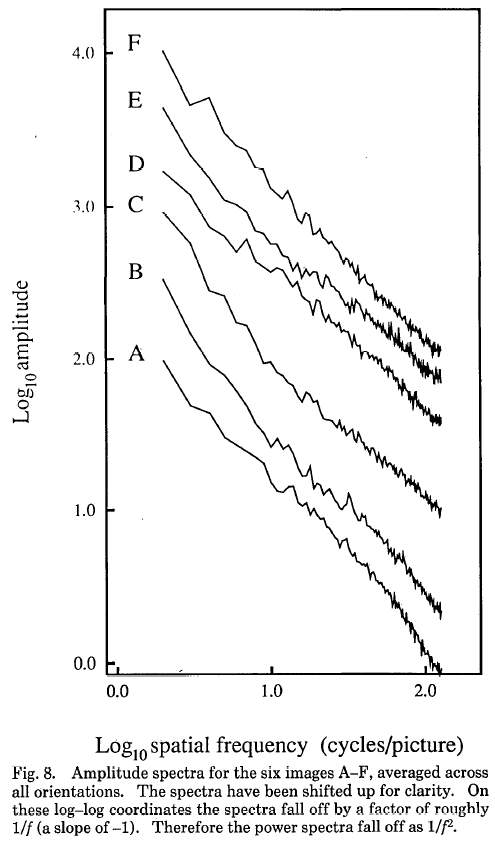 F
4.0
E
D
3.0
C
B
2.0
A
1.0
0.0
0.0 1.0 2.0
Log10 amplitude
Log10 spatial frequency (cycles/picture)
Fig. 8. Amplitude spectra for the six images A–F, averaged across
all orientations. The spectra have been shifted up for clarity. On
these log–log coordinates the spectra fall off by a factor of roughly
1/f (a slope of –1). Therefore the power spectra fall off as 1/f².